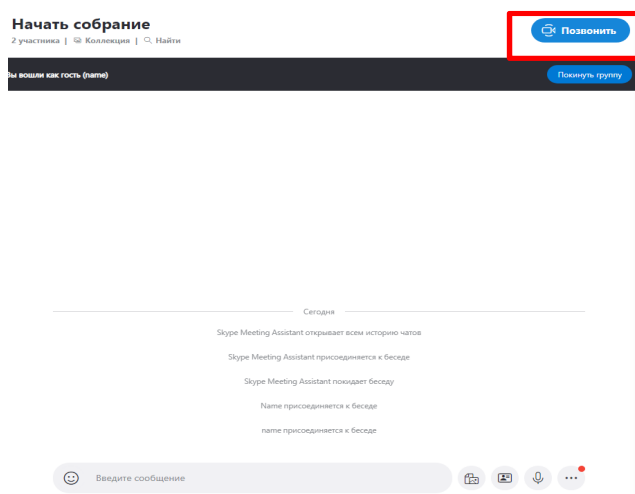 Начать собрание
2 участника | Коллекция | Найти
Позвонить
Вы вошли как гость (name)
Покинуть группу
Сегодня
Skype Meeting Assistant открывает всем историю чатов
Skype Meeting Assistant присоединяется к беседе
Skype Meeting Assistant покидает беседу
Name присоединяется к беседе
name присоединяется к беседе
Введите сообщение